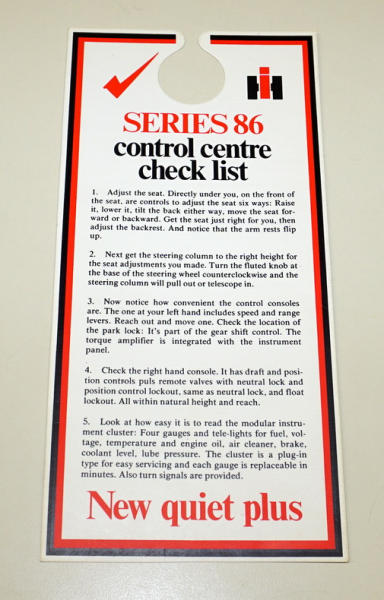 IH
SERIES 86
control centre
check list
1. Adjust the seat. Directly under you, on the front of
the seat, are controls to adjust the seat six ways: Raise
it, lower it, tilt the back either way, move the seat for-
ward or backward. Get the seat just right for you, then
adjust the backrest. And notice that the arm rests flip
up.
2. Next get the steering column to the right height for
the seat adjustments you made. Turn the fluted knob at
the base of the steering wheel counterclockwise and the
steering column will pull out or telescope in.
3. Now notice how convenient the control consoles
are. The one at your left hand includes speed and range
levers. Reach out and move one. Check the location of
the park lock: It's part of the gear shift control. The
torque amplifier is integrated with the instrument
panel.
4. Check the right hand console. It has draft and posi-
tion controls puls remote valves with neutral lock and
position control lockout, same as neutral lock, and float
lockout. All within natural height and reach.
5. Look at how easy it is to read the modular instru-
ment cluster: Four gauges and tele-lights for fuel, vol-
tage, temperature and engine oil, air cleaner, brake,
coolant level, lube pressure. The cluster is a plug-in
type for easy servicing and each gauge is replaceable in
minutes. Also turn signals are provided.
New quiet plus